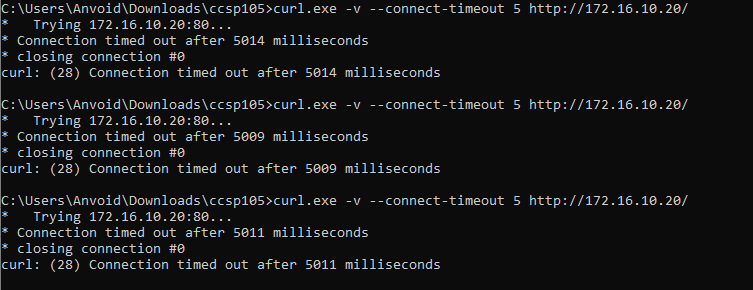 C:\Users\Anvoid\Downloads\ccsp105>curl.exe -v --connect-timeout 5 http://172.16.10.20/
*   Trying 172.16.10.20:80...
* Connection timed out after 5014 milliseconds
* closing connection #0
curl: (28) Connection timed out after 5014 milliseconds

C:\Users\Anvoid\Downloads\ccsp105>curl.exe -v --connect-timeout 5 http://172.16.10.20/
*   Trying 172.16.10.20:80...
* Connection timed out after 5009 milliseconds
* closing connection #0
curl: (28) Connection timed out after 5009 milliseconds

C:\Users\Anvoid\Downloads\ccsp105>curl.exe -v --connect-timeout 5 http://172.16.10.20/
*   Trying 172.16.10.20:80...
* Connection timed out after 5011 milliseconds
* closing connection #0
curl: (28) Connection timed out after 5011 milliseconds